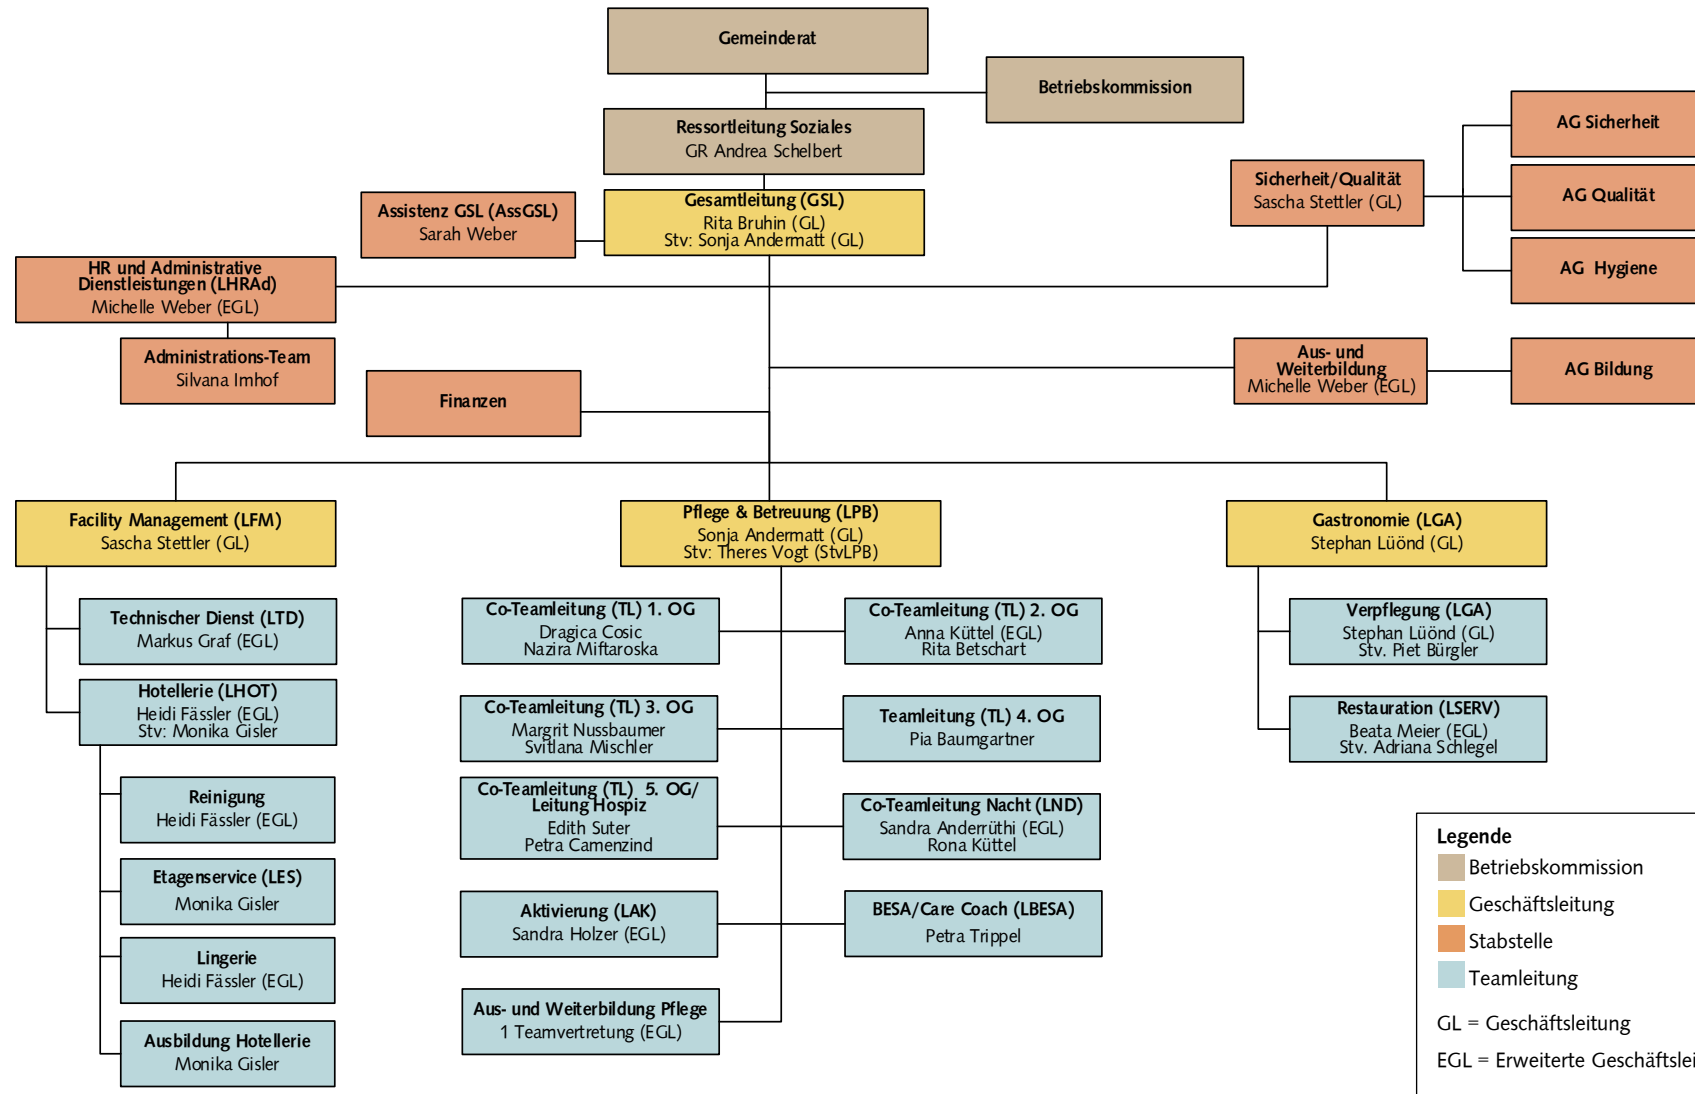 Gemeinderat
Betriebskommission
Ressortleitung Soziales
GR Andrea Schelbert
AG Sicherheit
Sicherheit/Qualität
Sascha Stettler (GL)
AG Qualität
AG Hygiene
Assistenz GSL (AssGSL)
Sarah Weber
Gesamtleitung (GSL)
Rita Bruhin (GL)
Stv: Sonja Andermatt (GL)
HR und Administrative
Dienstleistungen (LHRAd)
Michelle Weber (EGL)
Administrations-Team
Silvana Imhof
Finanzen
Aus- und
Weiterbildung
Michelle Weber (EGL)
AG Bildung
Facility Management (LFM)
Sascha Stettler (GL)
Pflege & Betreuung (LPB)
Sonja Andermatt (GL)
Stv: Theres Vogt (StvLPB)
Gastronomie (LGA)
Stephan Lüönd (GL)
Technischer Dienst (LTD)
Markus Graf (EGL)
Hotellerie (LHOT)
Heidi Fässler (EGL)
Stv: Monika Gisler
Reinigung
Heidi Fässler (EGL)
Etagenservice (LES)
Monika Gisler
Lingerie
Heidi Fässler (EGL)
Ausbildung Hotellerie
Monika Gisler
Co-Teamleitung (TL) 1. OG
Dragica Cosic
Nazira Miftaroska
Co-Teamleitung (TL) 2. OG
Anna Küttel (EGL)
Rita Betschart
Co-Teamleitung (TL) 3. OG
Margrit Nussbaumer
Svitlana Mischler
Teamleitung (TL) 4. OG
Pia Baumgartner
Co-Teamleitung (TL) 5. OG/
Leitung Hospiz
Edith Suter
Petra Camenzind
Co-Teamleitung Nacht (LND)
Sandra Anderrüthi (EGL)
Rona Küttel
Aktivierung (LAK)
Sandra Holzer (EGL)
BESA/Care Coach (LBESA)
Petra Trippel
Aus- und Weiterbildung Pflege
1 Teamvertretung (EGL)
Verpflegung (LGA)
Stephan Lüönd (GL)
Stv. Piet Bürgler
Restauration (LSERV)
Beata Meier (EGL)
Stv. Adriana Schlegel
Legende
Betriebskommission
Geschäftsleitung
Stabstelle
Teamleitung
GL = Geschäftsleitung
EGL = Erweiterte Geschäftslei